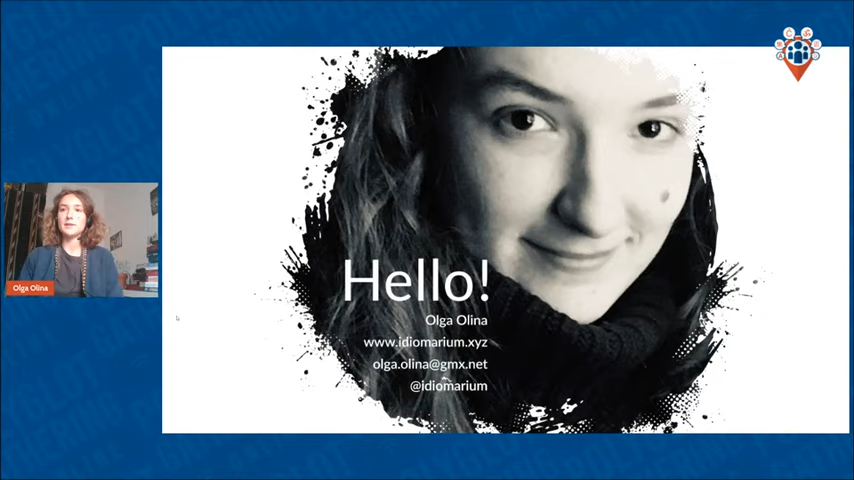 Olga Olina
Hello!
Olga Olina
www.idiomarium.xyz
olga.olina@gmx.net
@idiomarium